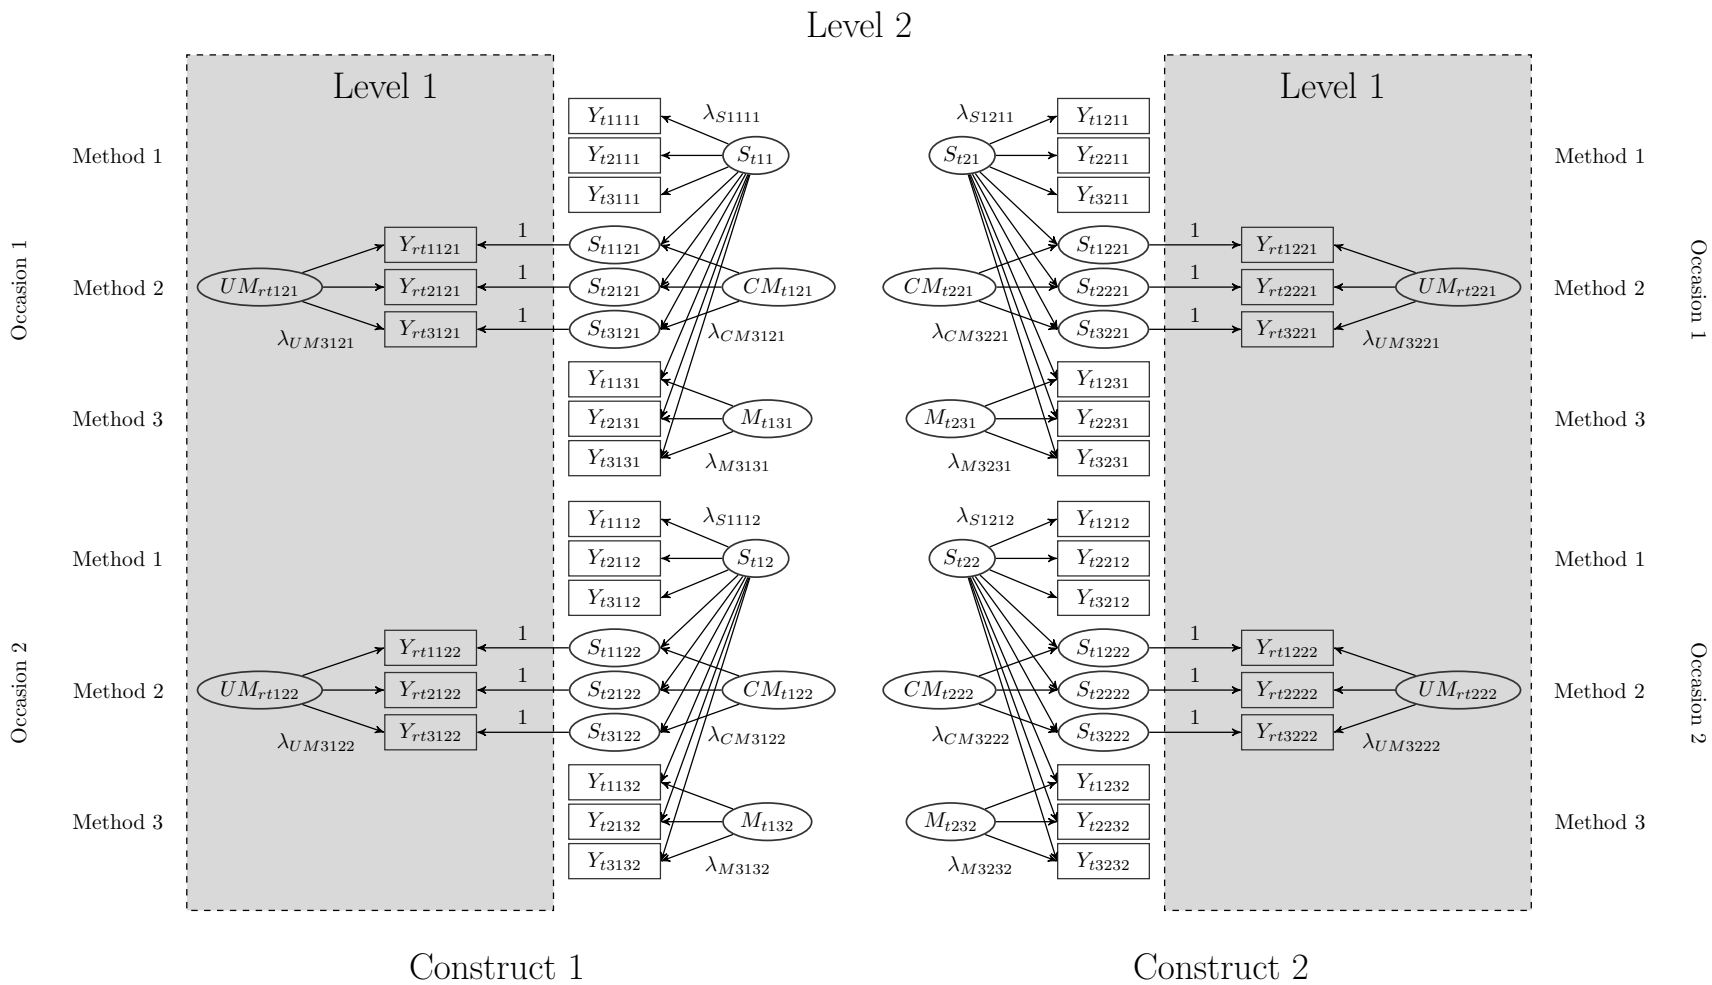 Level 2
Level 1
Level 1
Y_{t1111}
λ_{S1111}
λ_{S1211}
Y_{t1211}
Method 1
Y_{t2111}
S_{t11}
S_{t21}
Y_{t2211}
Method 1
Y_{t3111}
Y_{t3211}
Y_{rt1121}
1
S_{t1121}
S_{t1221}
1
Y_{rt1221}
Occasion 1
Method 2
UM_{rt121}
Y_{rt2121}
1
S_{t2121}
CM_{t121}
CM_{t221}
S_{t2221}
1
Y_{rt2221}
UM_{rt221}
Method 2
Occasion 1
λ_{UM3121}
Y_{rt3121}
1
S_{t3121}
λ_{CM3121}
λ_{CM3221}
S_{t3221}
1
Y_{rt3221}
λ_{UM3221}
Y_{t1131}
Y_{t1231}
Method 3
Y_{t2131}
M_{t131}
M_{t231}
Y_{t2231}
Method 3
Y_{t3131}
λ_{M3131}
λ_{M3231}
Y_{t3231}
Y_{t1112}
λ_{S1112}
λ_{S1212}
Y_{t1212}
Method 1
Y_{t2112}
S_{t12}
S_{t22}
Y_{t2212}
Method 1
Y_{t3112}
Y_{t3212}
Y_{rt1122}
1
S_{t1122}
S_{t1222}
1
Y_{rt1222}
Occasion 2
Method 2
UM_{rt122}
Y_{rt2122}
1
S_{t2122}
CM_{t122}
CM_{t222}
S_{t2222}
1
Y_{rt2222}
UM_{rt222}
Method 2
Occasion 2
λ_{UM3122}
Y_{rt3122}
1
S_{t3122}
λ_{CM3122}
λ_{CM3222}
S_{t3222}
1
Y_{rt3222}
λ_{UM3222}
Y_{t1132}
Y_{t1232}
Method 3
Y_{t2132}
M_{t132}
M_{t232}
Y_{t2232}
Method 3
Y_{t3132}
λ_{M3132}
λ_{M3232}
Y_{t3232}
Construct 1
Construct 2